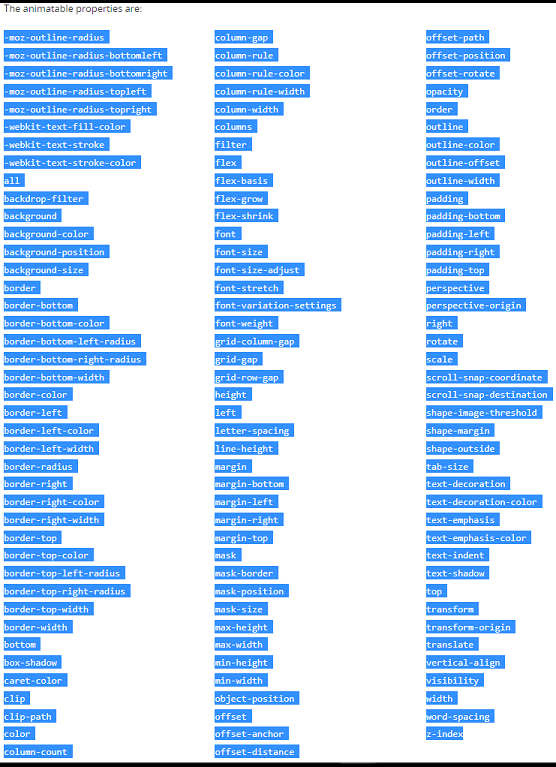 The animatable properties are:
-moz-outline-radius
-moz-outline-radius-bottomleft
-moz-outline-radius-bottomright
-moz-outline-radius-topleft
-moz-outline-radius-topright
-webkit-text-fill-color
-webkit-text-stroke
-webkit-text-stroke-color
all
backdrop-filter
background
background-color
background-position
background-size
border
border-bottom
border-bottom-color
border-bottom-left-radius
border-bottom-right-radius
border-bottom-width
border-color
border-left
border-left-color
border-left-width
border-radius
border-right
border-right-color
border-right-width
border-top
border-top-color
border-top-left-radius
border-top-right-radius
border-top-width
border-width
bottom
box-shadow
caret-color
clip
clip-path
color
column-count
column-gap
column-rule
column-rule-color
column-rule-width
column-width
columns
filter
flex
flex-basis
flex-grow
flex-shrink
font
font-size
font-size-adjust
font-stretch
font-variation-settings
font-weight
grid-column-gap
grid-gap
grid-row-gap
height
left
letter-spacing
line-height
margin
margin-bottom
margin-left
margin-right
margin-top
mask
mask-border
mask-position
mask-size
max-height
max-width
min-height
min-width
object-position
offset
offset-anchor
offset-distance
offset-path
offset-position
offset-rotate
opacity
order
outline
outline-color
outline-offset
outline-width
padding
padding-bottom
padding-left
padding-right
padding-top
perspective
perspective-origin
right
rotate
scale
scroll-snap-coordinate
scroll-snap-destination
shape-image-threshold
shape-margin
shape-outside
tab-size
text-decoration
text-decoration-color
text-emphasis
text-emphasis-color
text-indent
text-shadow
top
transform
transform-origin
translate
vertical-align
visibility
width
word-spacing
z-index